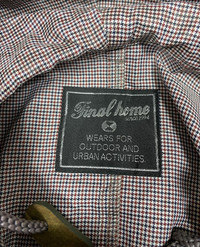 Final home
SINCE 1994
WEARS FOR
OUTDOOR AND
URBAN ACTIVITIES